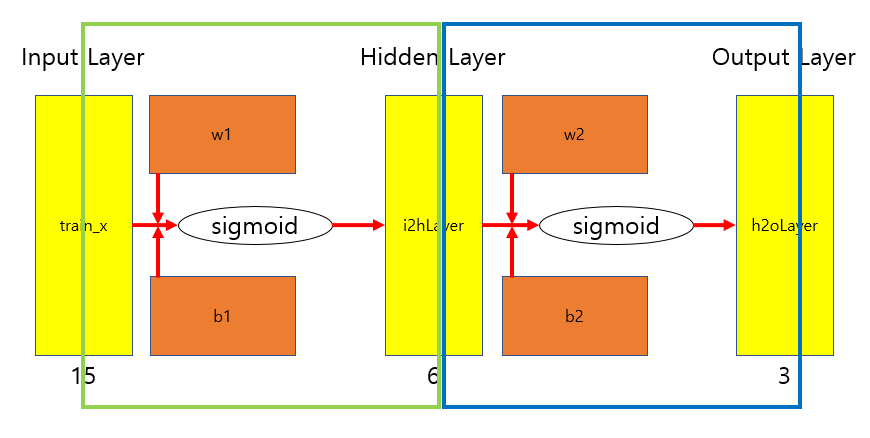 Input Layer
Hidden Layer
Output Layer
w1
w2
train_x
sigmoid
i2hLayer
sigmoid
h2oLayer
b1
b2
15
6
3